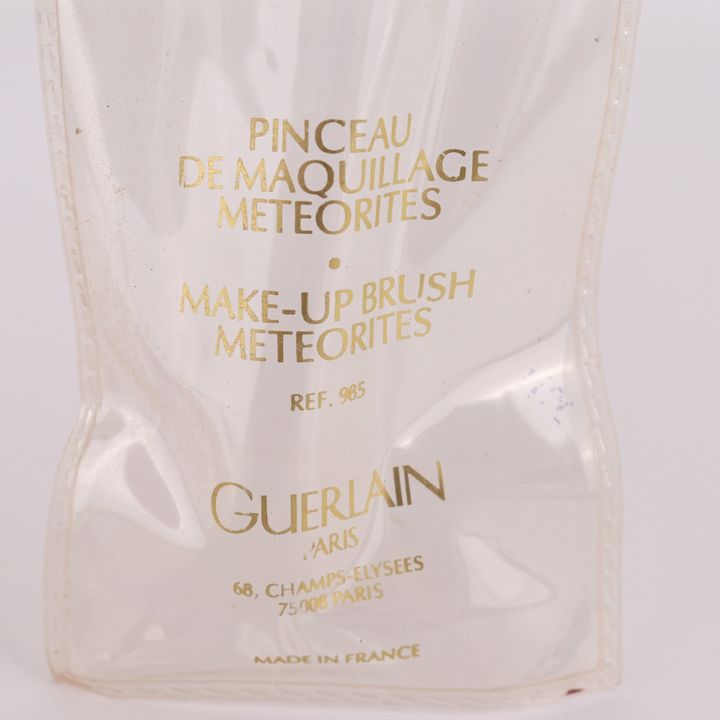 PINCEAU
DE MAQUILLAGE
METEORITES
•
MAKE-UP BRUSH
METEORITES
REF. 985
GUERLAIN
PARIS
68, CHAMPS-ELYSEES
75008 PARIS
MADE IN FRANCE